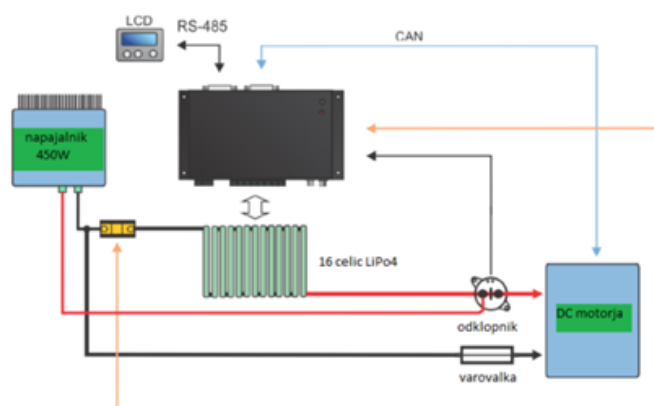 LCD
RS-485
CAN
napajalnik
450W
16 celic LiPo4
odklopnik
DC motorja
varovalka